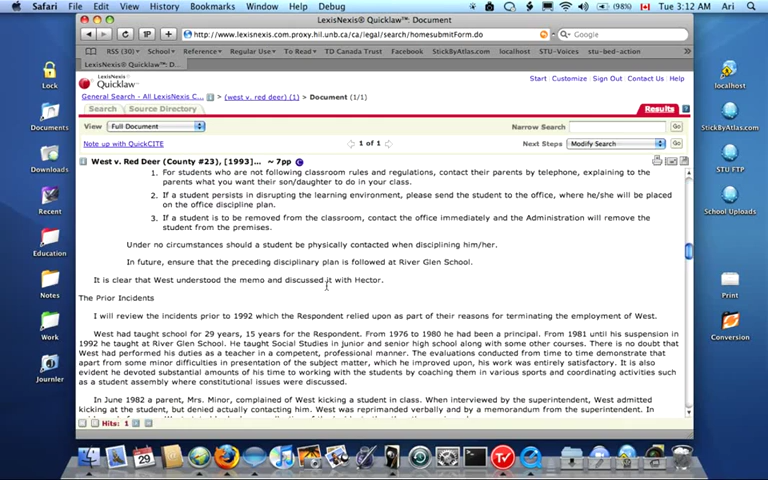 Safari File Edit View History Bookmarks Window Help Debug (98%) Tue 3:12 AM Ari
LexisNexis® Quicklaw™: Document
http://www.lexisnexis.com.proxy.hil.unb.ca/ca/legal/search/homesubmitForm.do Google
RSS (30) School Reference Regular Use To Read TD Canada Trust Facebook StickByAtlas.com localhost STU-Voices stu-bed-action
LexisNexis® Quicklaw™: D...
LexisNexis®
Quicklaw™
Start Customize Sign Out Contact Us Help
General Search - All LexisNexis C... > (west v. red deer) (1) > Document (1/1)
Search Source Directory Results
View Full Document Narrow Search Go
Note up with QuickCITE 1 of 1 Next Steps Modify Search Go
West v. Red Deer (County #23), [1993]... ~ 7pp C
1. For students who are not following classroom rules and regulations, contact their parents by telephone, explaining to the
parents what you want their son/daughter to do in your class.
2. If a student persists in disrupting the learning environment, please send the student to the office, where he/she will be placed
on the office discipline plan.
3. If a student is to be removed from the classroom, contact the office immediately and the Administration will remove the
student from the premises.
Under no circumstances should a student be physically contacted when disciplining him/her.
In future, ensure that the preceding disciplinary plan is followed at River Glen School.
It is clear that West understood the memo and discussed it with Hector.
The Prior Incidents
I will review the incidents prior to 1992 which the Respondent relied upon as part of their reasons for terminating the employment of West.
West had taught school for 29 years, 15 years for the Respondent. From 1976 to 1980 he had been a principal. From 1981 until his suspension in
1992 he taught at River Glen School. He taught Social Studies in junior and senior high school along with some other courses. There is no doubt that
West had performed his duties as a teacher in a competent, professional manner. The evaluations conducted from time to time demonstrate that
apart from some minor difficulties in presentation of the subject matter, which he improved upon, his work was entirely satisfactory. It is also
evident he devoted substantial amounts of his time to working with the students by coaching them in various sports and coordinating activities such
as a student assembly where constitutional issues were discussed.
In June 1982 a parent, Mrs. Minor, complained of West kicking a student in class. When interviewed by the superintendent, West admitted
kicking at the student, but denied actually contacting him. West was reprimanded verbally and by a memorandum from the superintendent. In
Hits: 1
Lock
Documents
Downloads
Recent
Education
Notes
Work
Journler
localhost
StickByAtlas.com
STU FTP
School Uploads
Print
Conversion
29